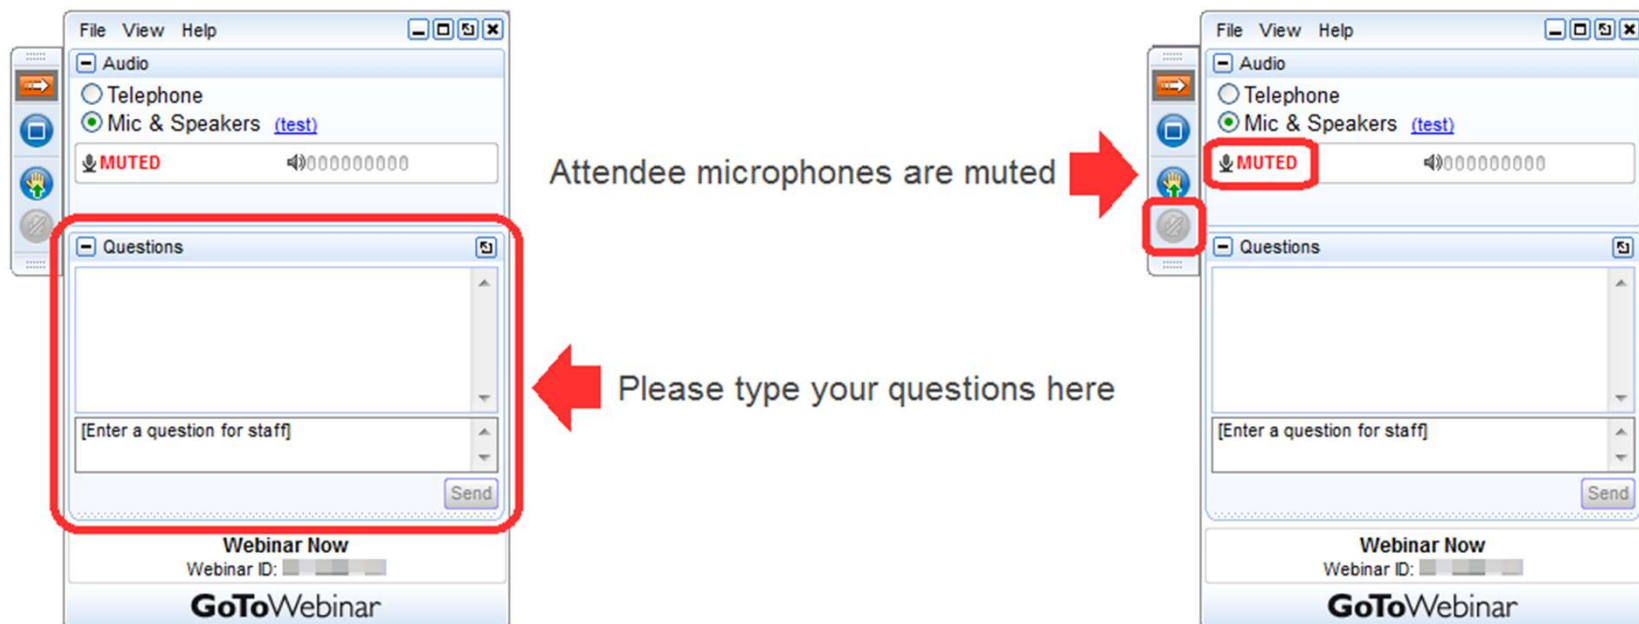 File View Help
Audio
Telephone
Mic & Speakers (test)
MUTED 000000000
Questions
[Enter a question for staff]
Send
Webinar Now
Webinar ID:
GoToWebinar
Attendee microphones are muted
Please type your questions here
File View Help
Audio
Telephone
Mic & Speakers (test)
MUTED 000000000
Questions
[Enter a question for staff]
Send
Webinar Now
Webinar ID:
GoToWebinar